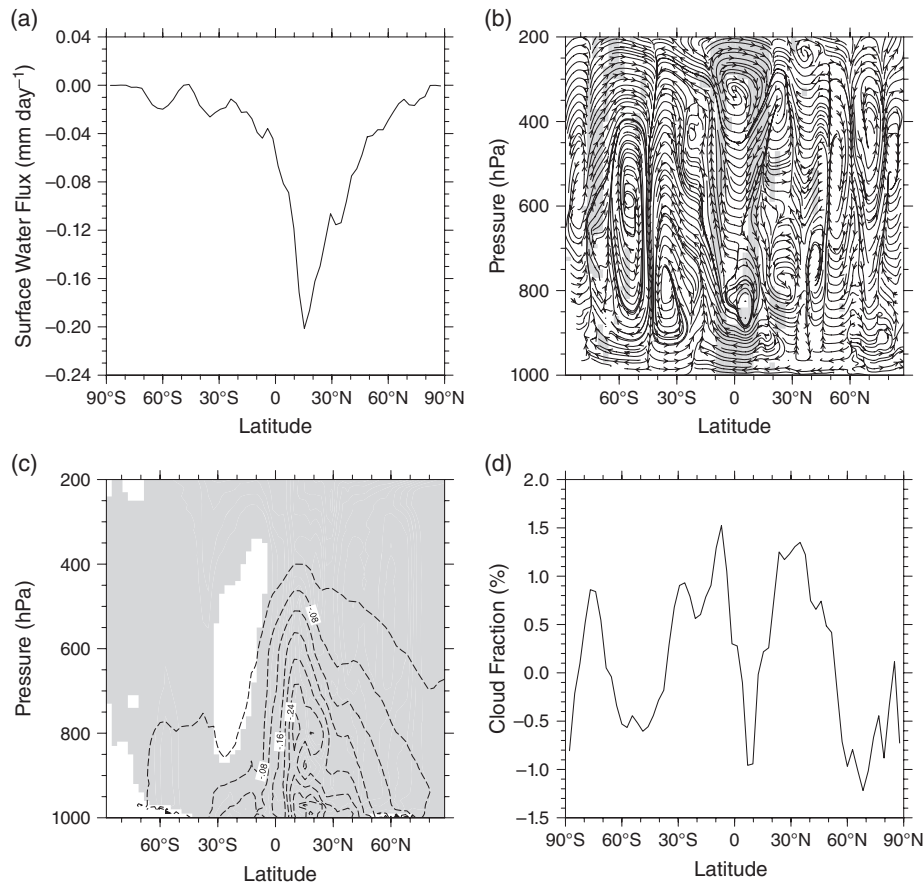 (a)
0.04
0.00
−0.04
−0.08
−0.12
−0.16
−0.20
−0.24
Surface Water Flux (mm day⁻¹)
90°S 60°S 30°S 0 30°N 60°N 90°N
Latitude
(b)
200
400
600
800
1000
Pressure (hPa)
60°S 30°S 0 30°N 60°N
Latitude
(c)
200
400
600
800
1000
Pressure (hPa)
-.08
-.24
-.16
-.08
60°S 30°S 0 30°N 60°N
Latitude
(d)
2.0
1.5
1.0
0.5
0.0
−0.5
−1.0
−1.5
Cloud Fraction (%)
90°S 60°S 30°S 0 30°N 60°N 90°N
Latitude